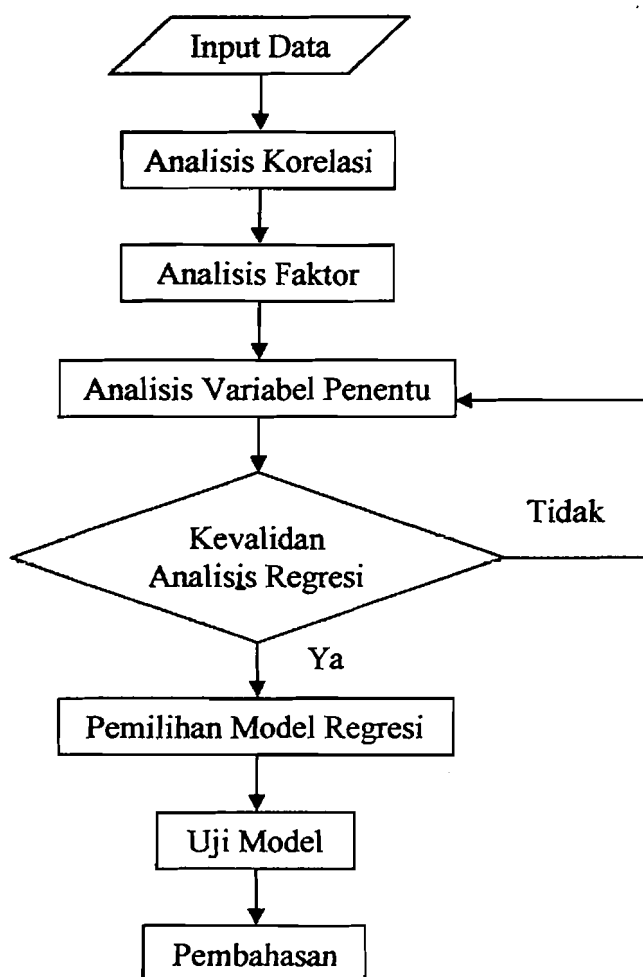 Input Data
Analisis Korelasi
Analisis Faktor
Analisis Variabel Penentu
Tidak
Kevalidan
Analisis Regresi
Ya
Pemilihan Model Regresi
Uji Model
Pembahasan